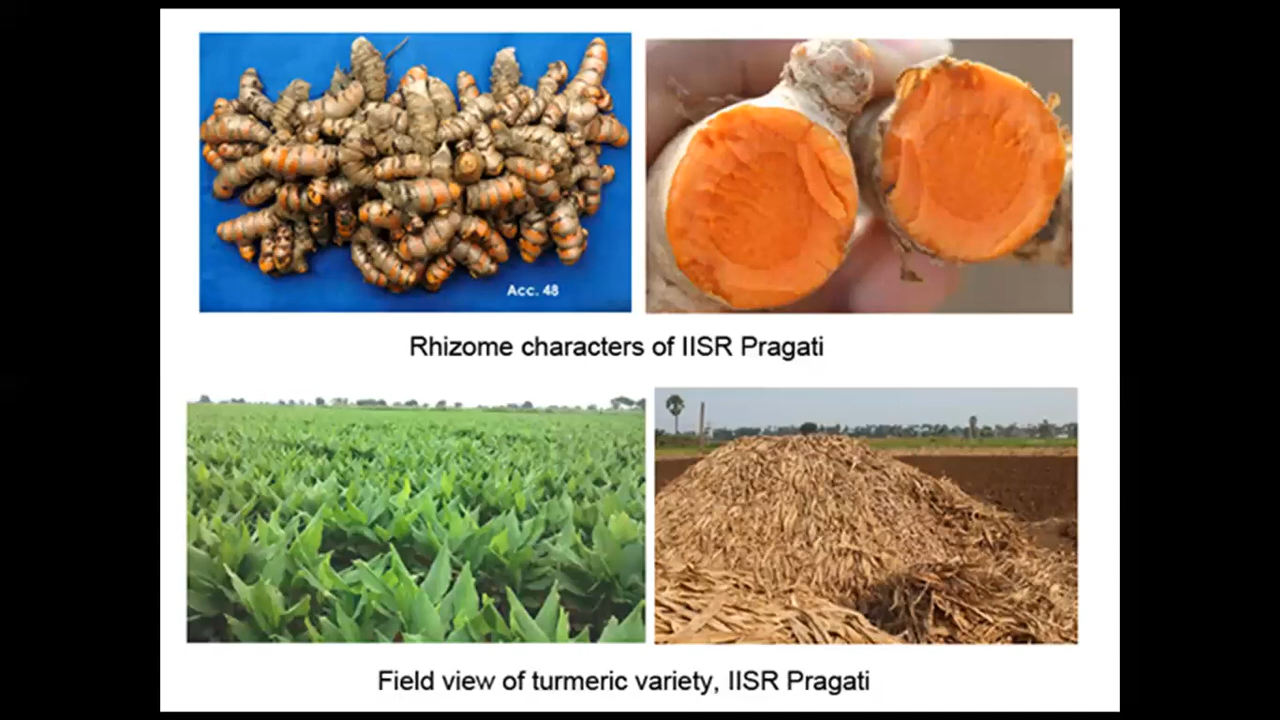 Acc. 48
Rhizome characters of IISR Pragati
Field view of turmeric variety, IISR Pragati